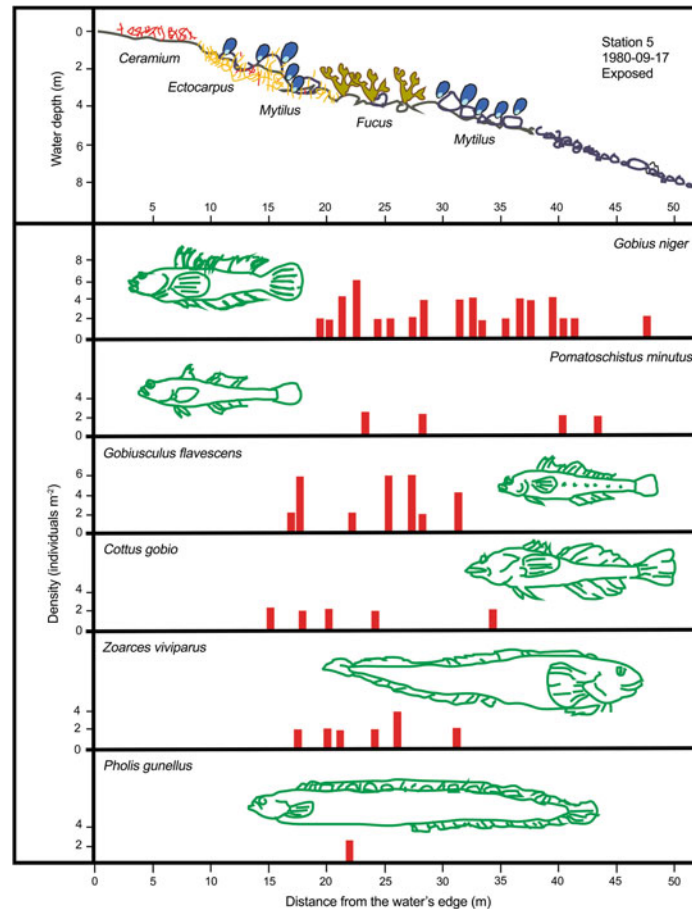 Station 5
1980-09-17
Exposed
Water depth (m)
0
2
4
6
8
Ceramium
Ectocarpus
Mytilus
Fucus
Mytilus
5 10 15 20 25 30 35 40 45 50
Density (individuals m-2)
Gobius niger
8
6
4
2
0
Pomatoschistus minutus
4
2
0
Gobiusculus flavescens
6
4
2
0
Cottus gobio
4
2
0
Zoarces viviparus
4
2
0
Pholis gunellus
4
2
0
0 5 10 15 20 25 30 35 40 45 50
Distance from the water's edge (m)